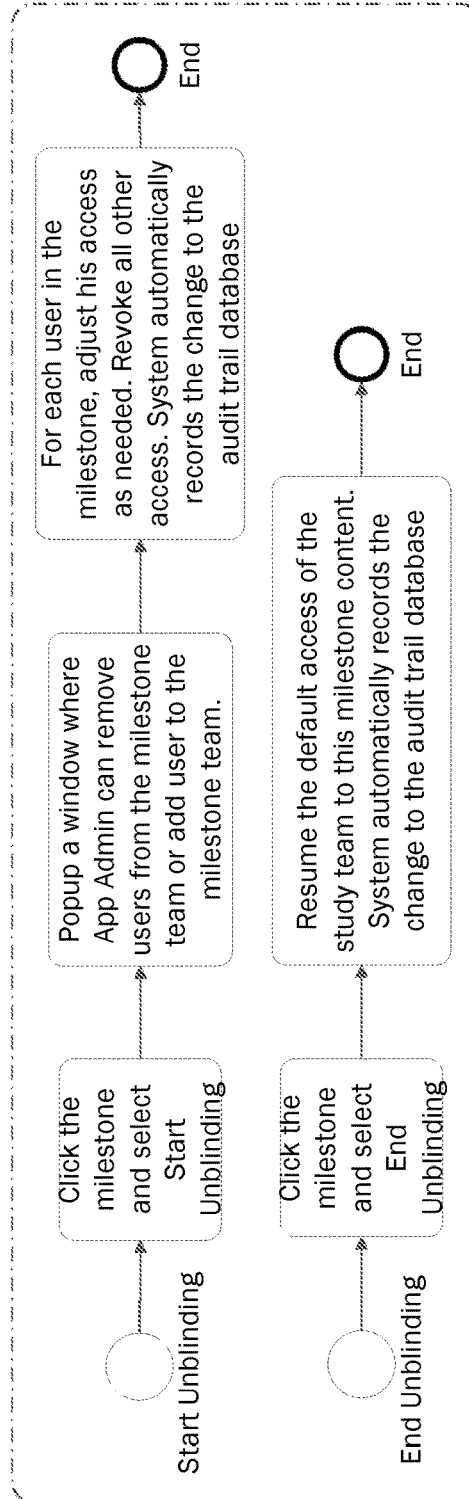 Start Unblinding
Click the
milestone
and select
Start
Unblinding
Popup a window where
App Admin can remove
users from the milestone
team or add user to the
milestone team.
For each user in the
milestone, adjust his access
as needed. Revoke all other
access. System automatically
records the change to the
audit trail database
End
End Unblinding
Click the
milestone
and select
End
Unblinding
Resume the default access of the
study team to this milestone content.
System automatically records the
change to the audit trail database
End